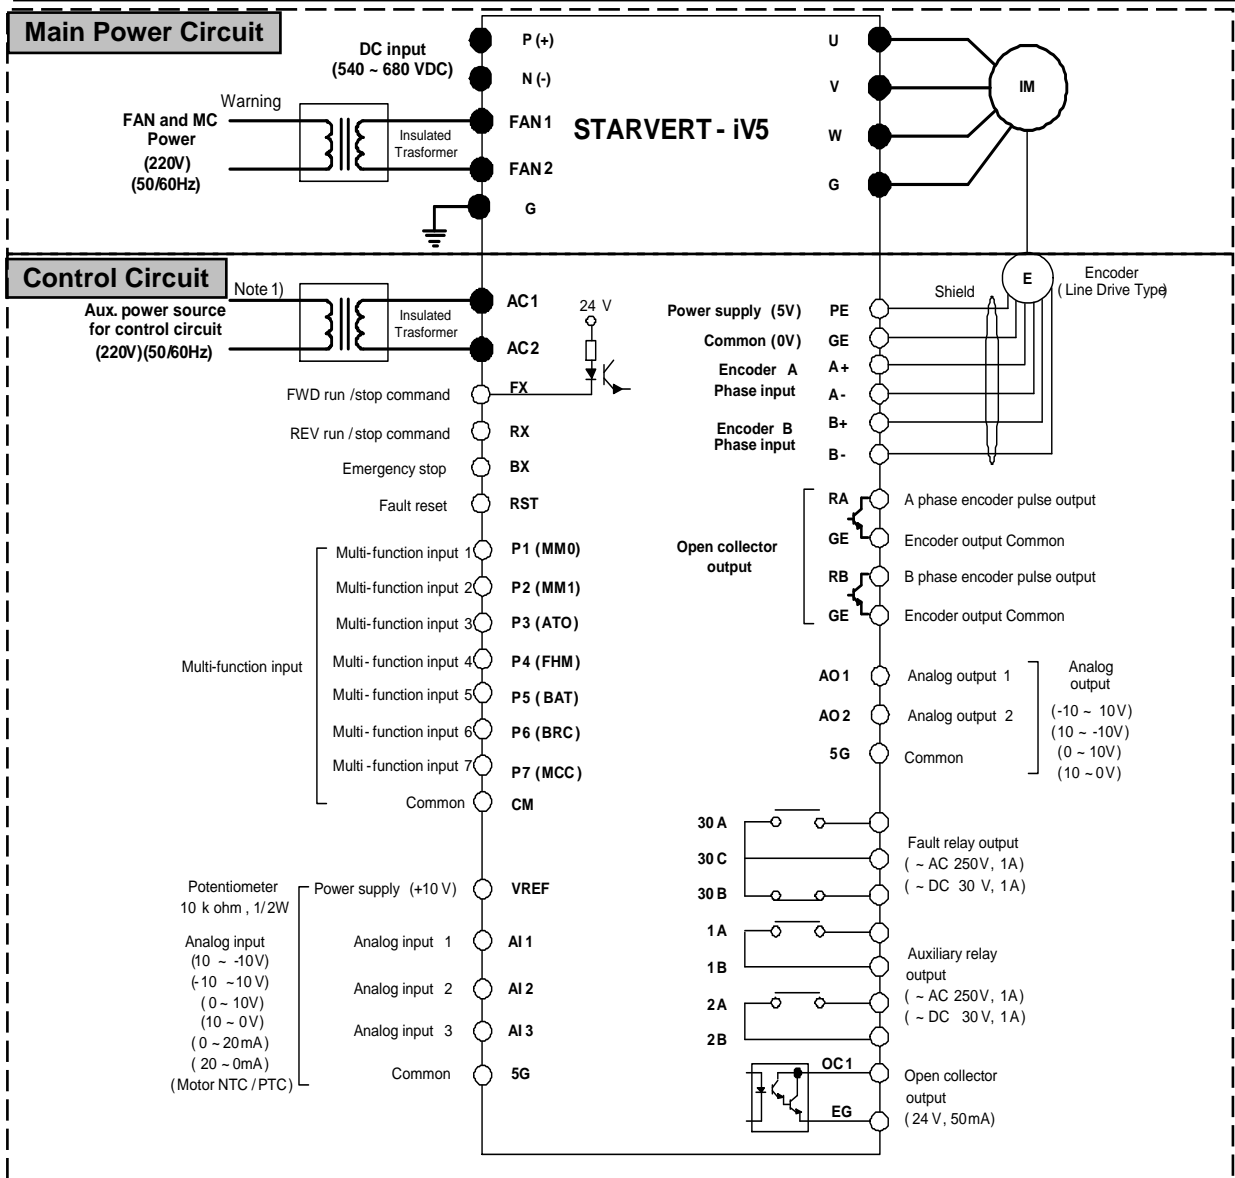 Main Power Circuit
DC input
(540 ~ 680 VDC)
P (+)
N (-)
Warning
FAN and MC
Power
(220V)
(50/60Hz)
Insulated
Trasformer
FAN 1
FAN 2
G
STARVERT - iV5
U
V
W
G
IM
Control Circuit
Note 1)
Aux. power source
for control circuit
(220V)(50/60Hz)
Insulated
Trasformer
AC 1
AC 2
24 V
FWD run /stop command
FX
REV run /stop command
RX
Emergency stop
BX
Fault reset
RST
Multi-function input
Multi-function input 1
P1 (MM0)
Multi-function input 2
P2 (MM1)
Multi-function input 3
P3 (ATO)
Multi-function input 4
P4 (FHM)
Multi-function input 5
P5 (BAT)
Multi-function input 6
P6 (BRC)
Multi-function input 7
P7 (MCC)
Common
CM
Potentiometer
10 k ohm , 1/2W
Power supply (+10 V)
VREF
Analog input
(10 ~ -10V)
(-10 ~10 V)
( 0 ~ 10V)
(10 ~ 0V)
( 0 ~ 20mA)
( 20 ~ 0mA)
(Motor NTC / PTC)
Analog input 1
AI 1
Analog input 2
AI 2
Analog input 3
AI 3
Common
5G
E
Encoder
( Line Drive Type)
Shield
Power supply (5V)
PE
Common (0V)
GE
Encoder A
Phase input
A +
A -
Encoder B
Phase input
B+
B -
Open collector
output
RA
A phase encoder pulse output
GE
Encoder output Common
RB
B phase encoder pulse output
GE
Encoder output Common
AO 1
Analog output 1
AO 2
Analog output 2
5G
Common
Analog
output
(-10 ~ 10V)
(10 ~ -10V)
( 0 ~ 10V)
(10 ~ 0V)
30 A
30 C
30 B
Fault relay output
( ~ AC 250V, 1A)
( ~ DC 30 V, 1A)
1 A
1 B
2 A
2 B
Auxiliary relay
output
( ~ AC 250V, 1A)
( ~ DC 30 V, 1A)
OC 1
EG
Open collector
output
( 24 V, 50mA)